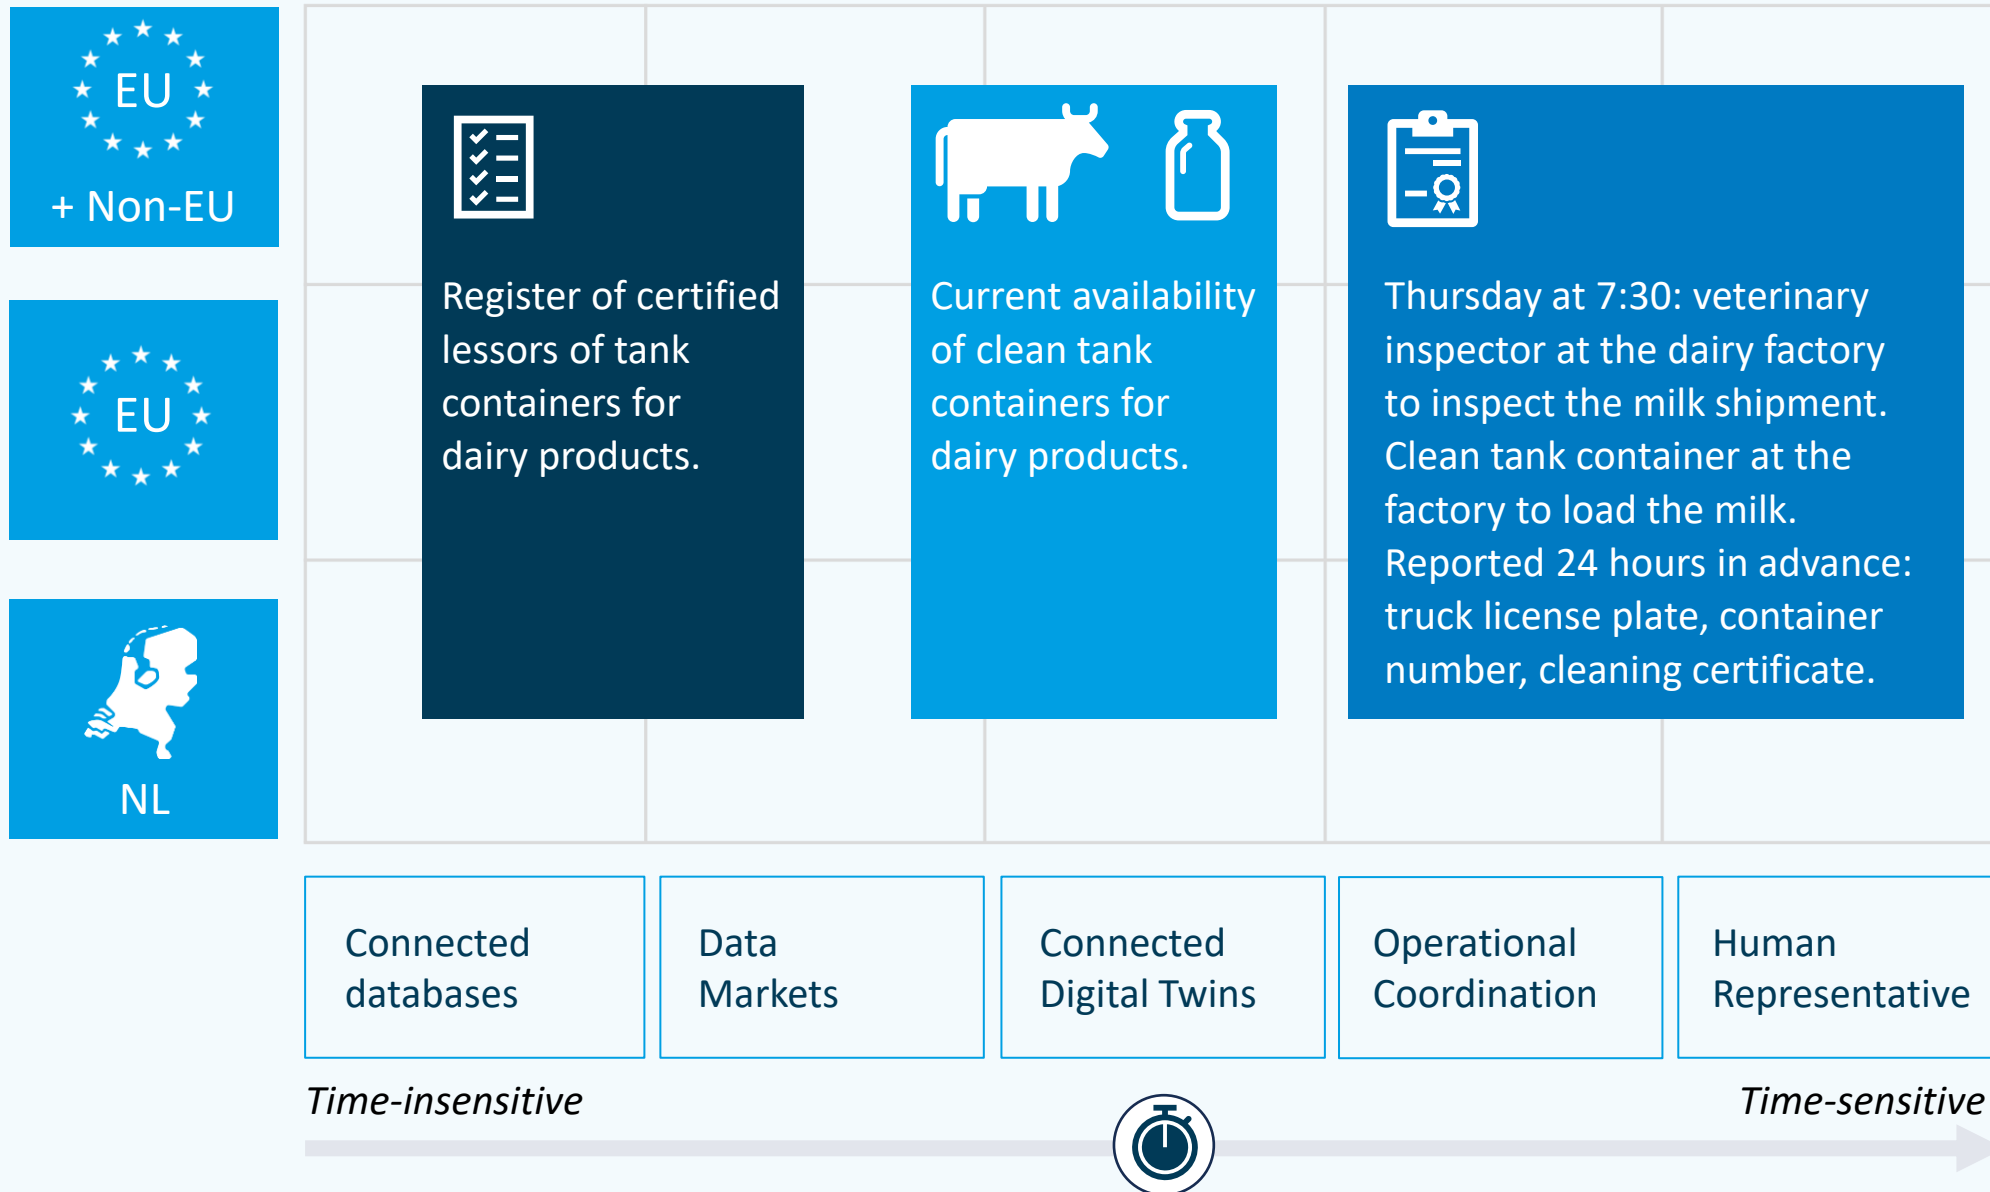 EU
+ Non-EU
EU
NL
Register of certified
lessors of tank
containers for
dairy products.
Current availability
of clean tank
containers for
dairy products.
Thursday at 7:30: veterinary
inspector at the dairy factory
to inspect the milk shipment.
Clean tank container at the
factory to load the milk.
Reported 24 hours in advance:
truck license plate, container
number, cleaning certificate.
Connected
databases
Data
Markets
Connected
Digital Twins
Operational
Coordination
Human
Representative
Time-insensitive
Time-sensitive